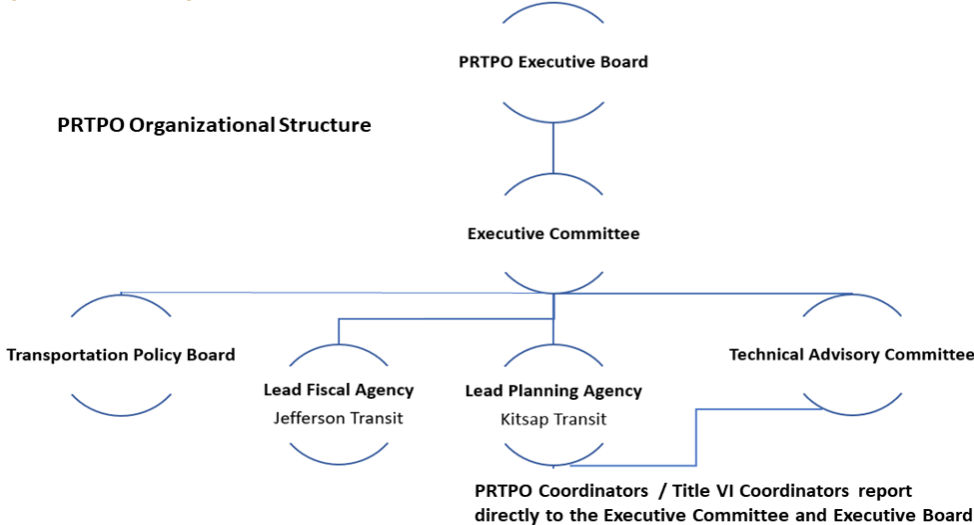 PRTPO Executive Board
PRTPO Organizational Structure
Executive Committee
Transportation Policy Board
Technical Advisory Committee
Lead Fiscal Agency
Jefferson Transit
Lead Planning Agency
Kitsap Transit
PRTPO Coordinators / Title VI Coordinators report
directly to the Executive Committee and Executive Board